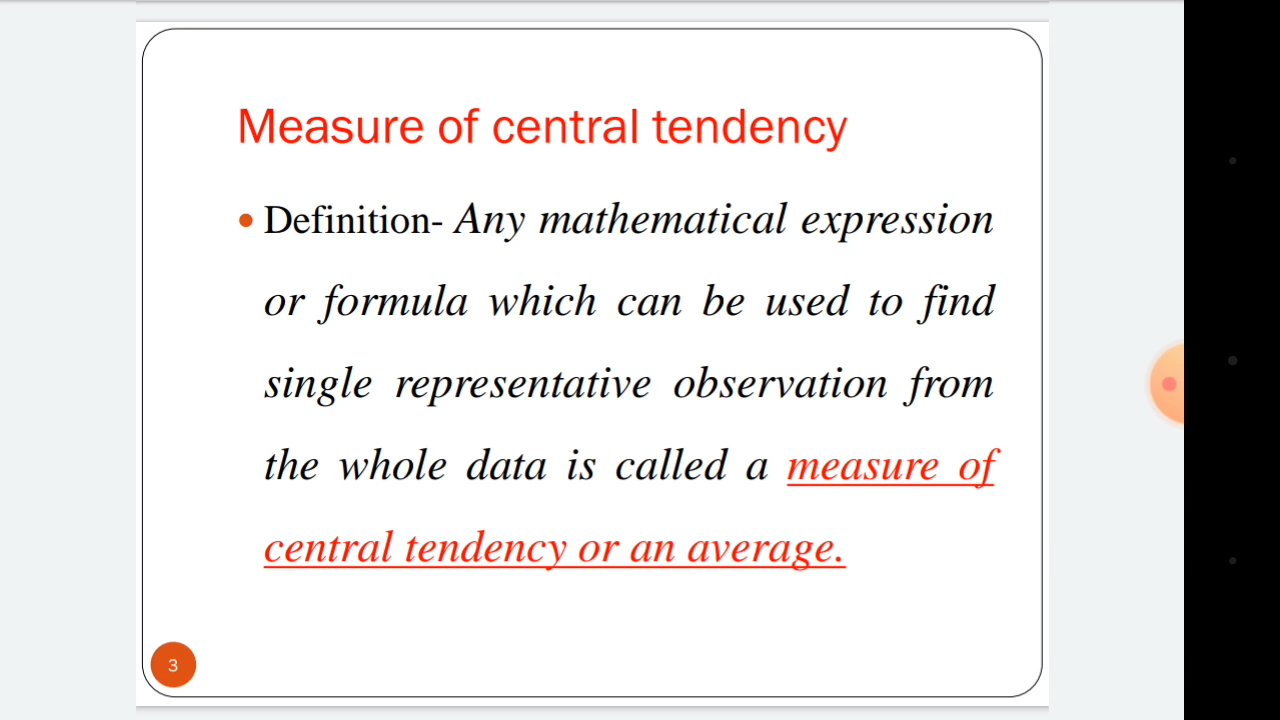 Measure of central tendency
• Definition- Any mathematical expression
or formula which can be used to find
single representative observation from
the whole data is called a measure of
central tendency or an average.
3